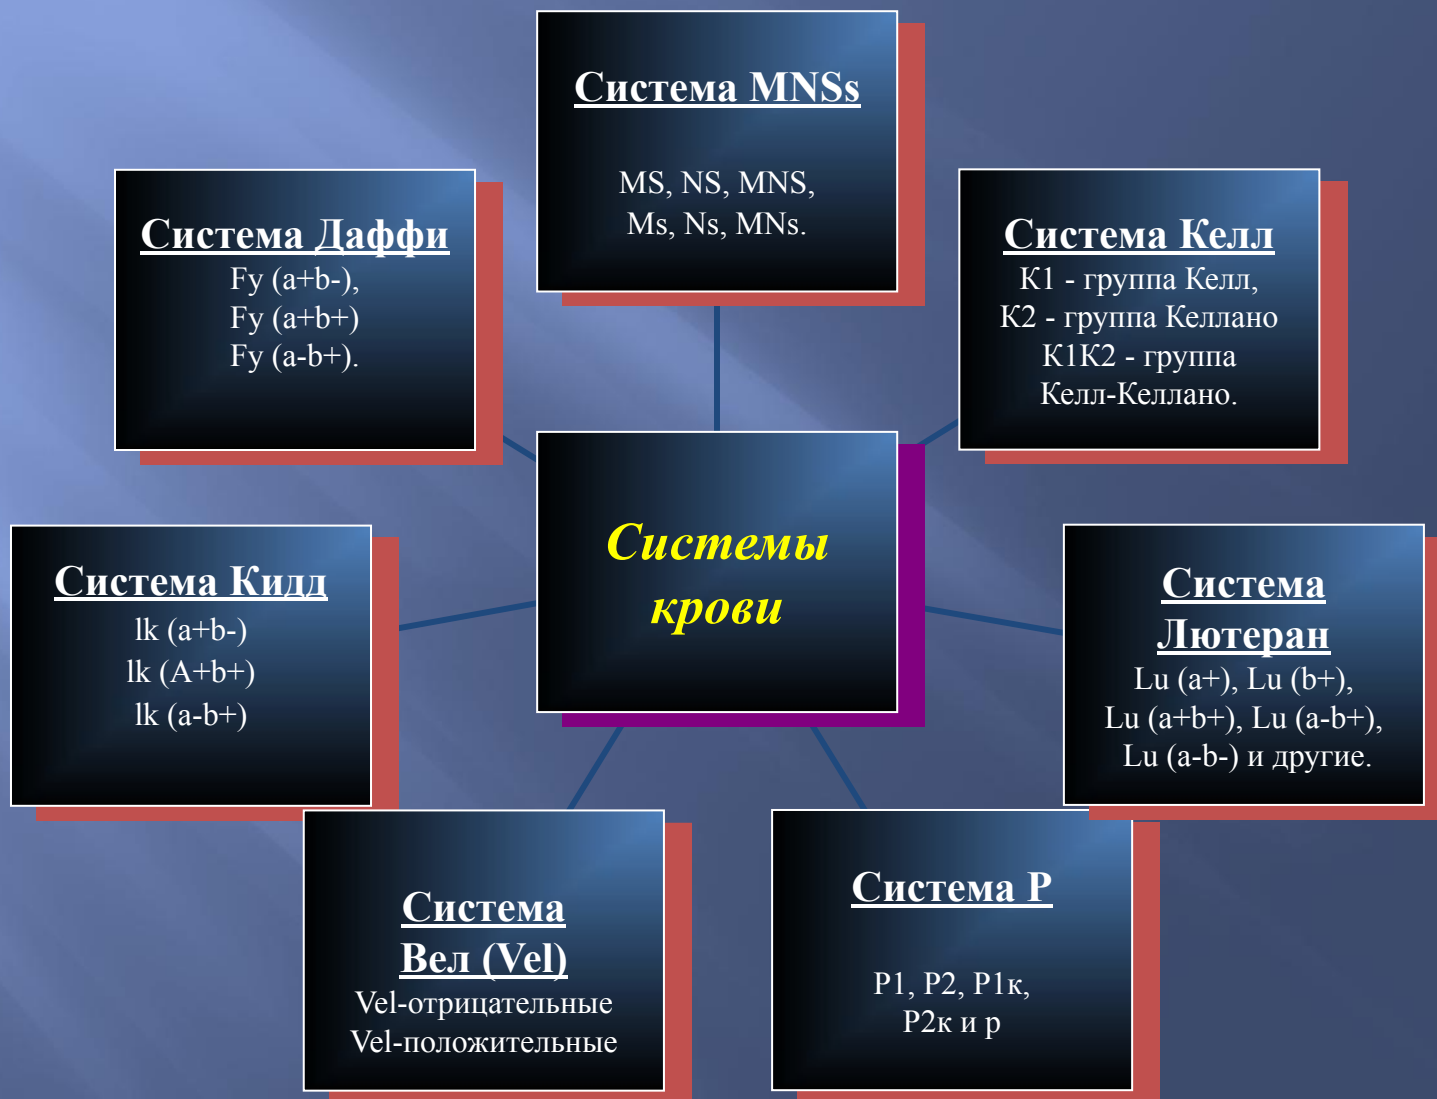 Система MNSs
MS, NS, MNS,
Ms, Ns, MNs.
Система Даффи
Fy (a+b-),
Fy (a+b+)
Fy (a-b+).
Система Келл
К1 - группа Келл,
К2 - группа Келлано
К1К2 - группа
Келл-Келлано.
Системы
крови
Система Кидд
lk (a+b-)
lk (A+b+)
lk (a-b+)
Система
Лютеран
Lu (a+), Lu (b+),
Lu (a+b+), Lu (a-b+),
Lu (a-b-) и другие.
Система
Вел (Vel)
Vel-отрицательные
Vel-положительные
Система Р
Р1, Р2, Р1к,
Р2к и р